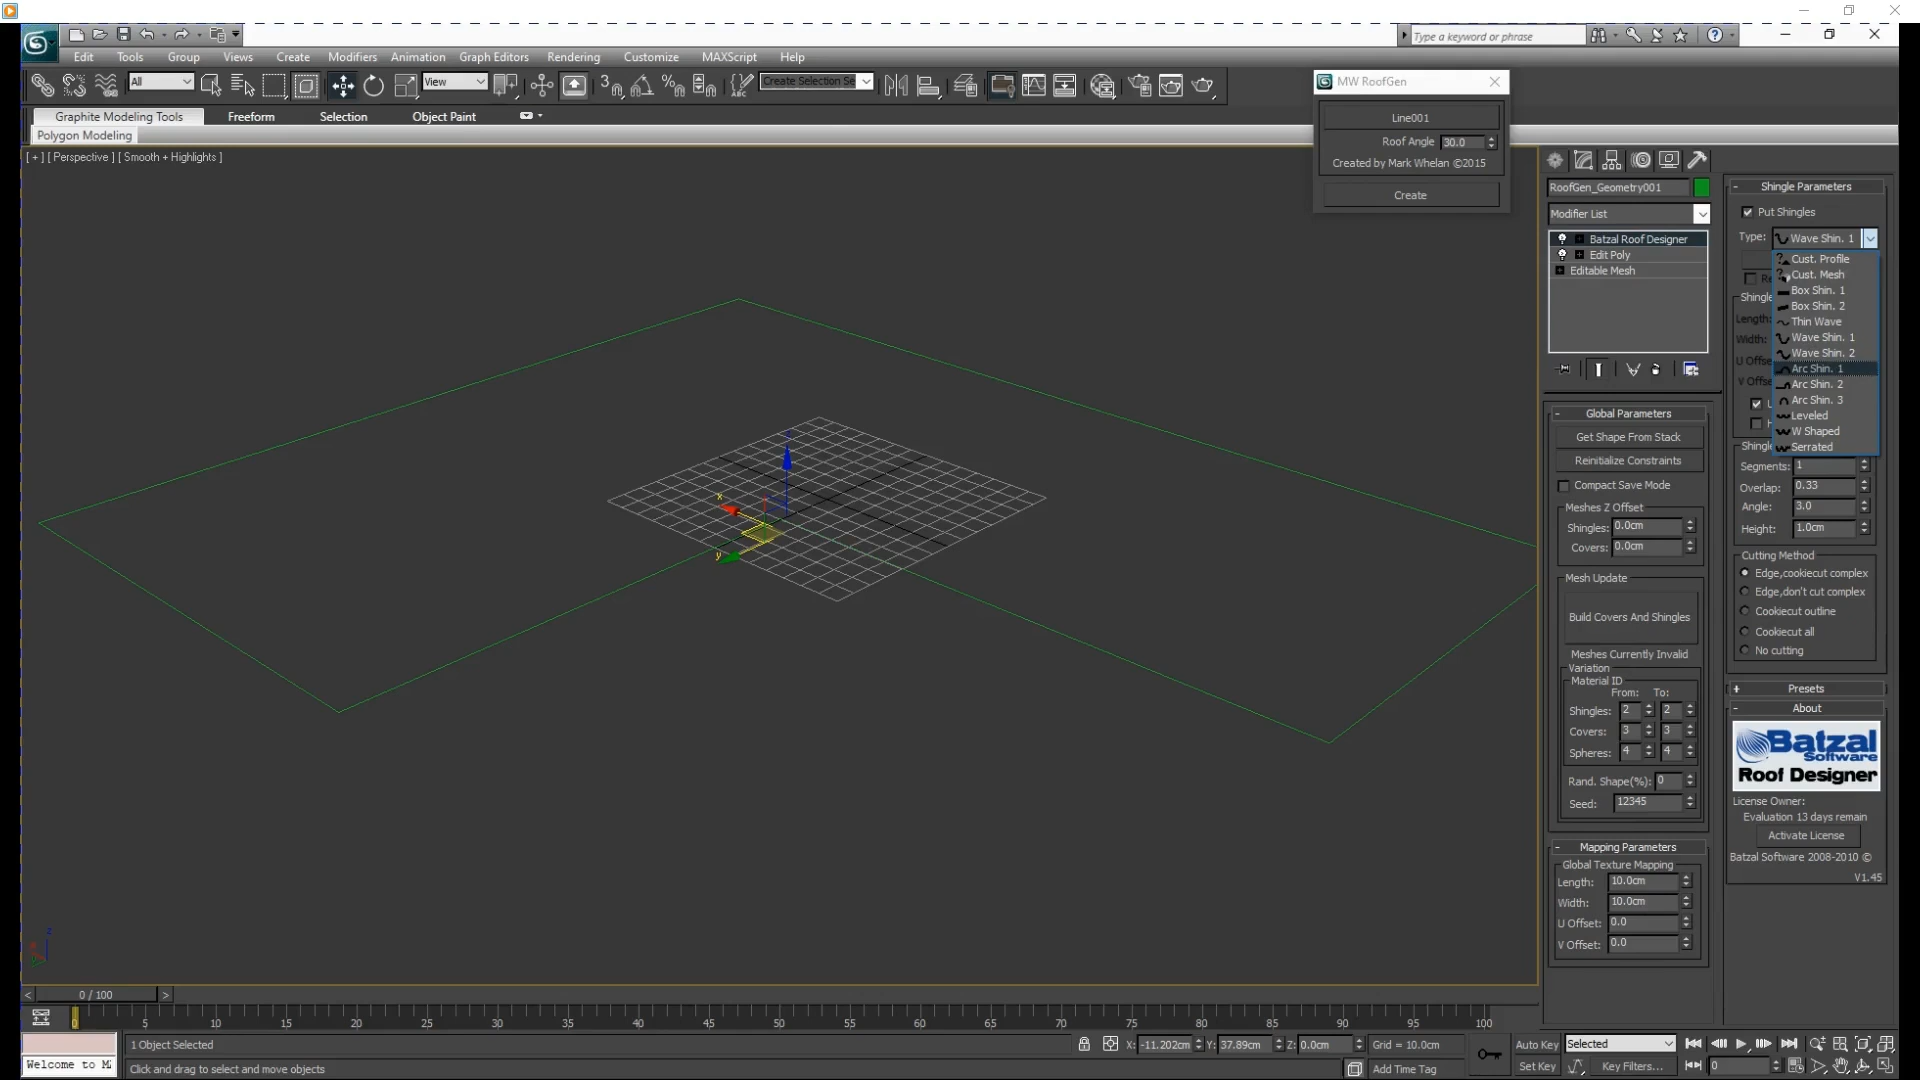 Type a keyword or phrase
Edit Tools Group Views Create Modifiers Animation Graph Editors Rendering Customize MAXScript Help
All
View
Create Selection Se
Graphite Modeling Tools Freeform Selection Object Paint
Polygon Modeling
[ + ] [ Perspective ] [ Smooth + Highlights ]
MW RoofGen
Line001
Roof Angle 30.0
Created by Mark Whelan ©2015
Create
RoofGen_Geometry001
Modifier List
Batzal Roof Designer
Edit Poly
Editable Mesh
Global Parameters
Get Shape From Stack
Reinitialize Constraints
Compact Save Mode
Meshes Z Offset
Shingles: 0.0cm
Covers: 0.0cm
Mesh Update
Build Covers And Shingles
Meshes Currently Invalid
Variation
Material ID
From: To:
Shingles: 2 2
Covers: 3 3
Spheres: 4 4
Rand. Shape(%): 0
Seed: 12345
Mapping Parameters
Global Texture Mapping
Length: 10.0cm
Width: 10.0cm
U Offset: 0.0
V Offset: 0.0
Shingle Parameters
Put Shingles
Type: Wave Shin. 1
Cust. Profile
Cust. Mesh
Box Shin. 1
Box Shin. 2
Thin Wave
Wave Shin. 1
Wave Shin. 2
Arc Shin. 1
Arc Shin. 2
Arc Shin. 3
Leveled
W Shaped
Serrated
Shingle
Length:
Width:
U Offse
V Offse
Shingle
Segments: 1
Overlap: 0.33
Angle: 3.0
Height: 1.0cm
Cutting Method
Edge,cookiecut complex
Edge,don't cut complex
Cookiecut outline
Cookiecut all
No cutting
Presets
About
Batzal
Software
Roof Designer
License Owner:
Evaluation 13 days remain
Activate License
Batzal Software 2008-2010 ©
V1.45
x
y
z
0 / 100
0 5 10 15 20 25 30 35 40 45 50 55 60 65 70 75 80 85 90 95 100
1 Object Selected
X: -11.202cm Y: 37.89cm Z: 0.0cm
Grid = 10.0cm
Auto Key Selected
Welcome to M
Click and drag to select and move objects
Add Time Tag
Set Key Key Filters... 0